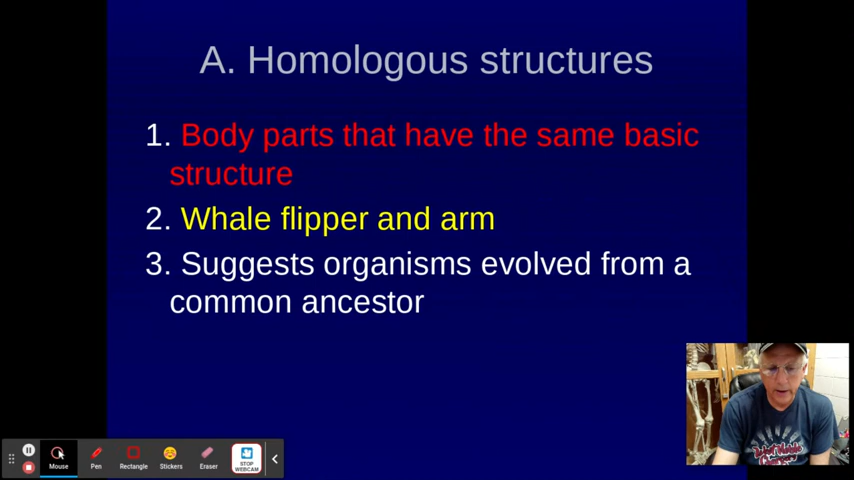 A. Homologous structures
1. Body parts that have the same basic
structure
2. Whale flipper and arm
3. Suggests organisms evolved from a
common ancestor
Mouse
Pen
Rectangle
Stickers
Eraser
STOP
WEBCAM